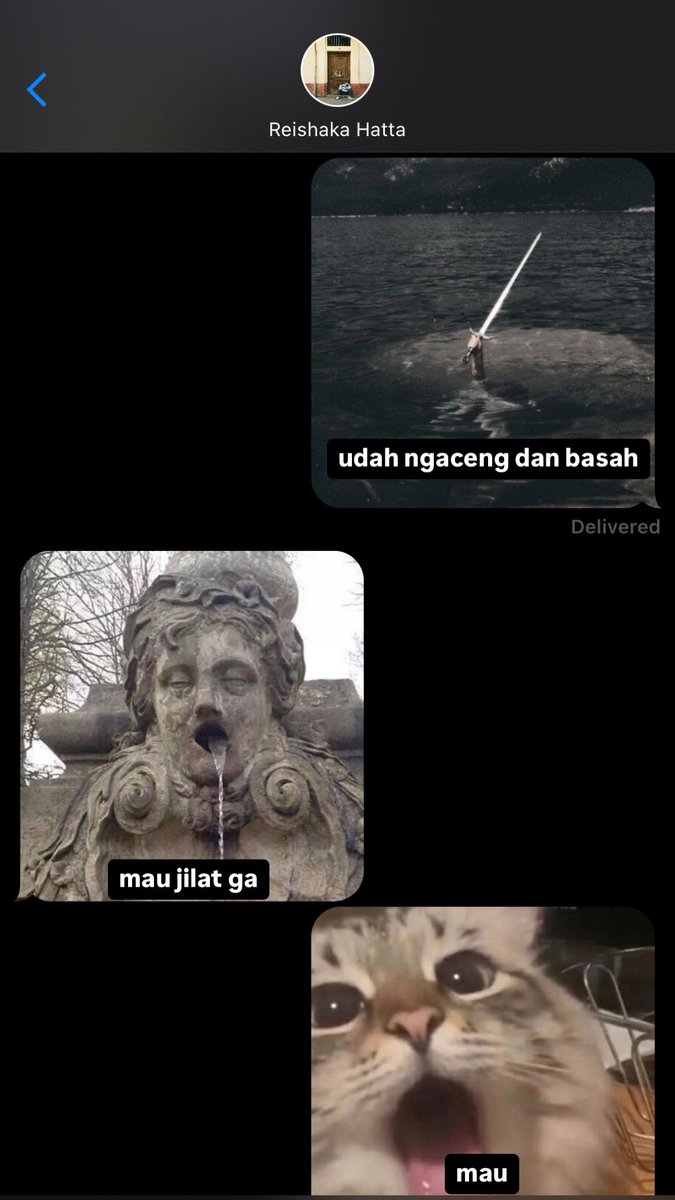 Reishaka Hatta
udah ngaceng dan basah
Delivered
mau jilat ga
mau